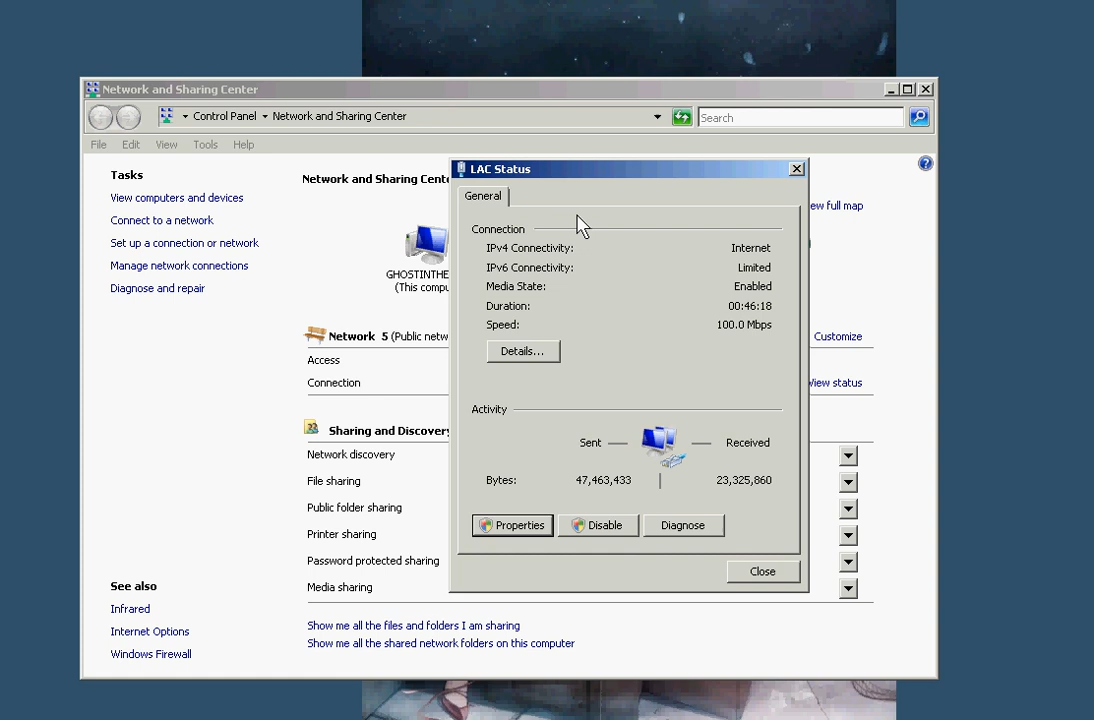 Network and Sharing Center
Control Panel Network and Sharing Center
Search
File Edit View Tools Help
Tasks
View computers and devices
Connect to a network
Set up a connection or network
Manage network connections
Diagnose and repair
See also
Infrared
Internet Options
Windows Firewall
Network and Sharing Cente
ew full map
GHOSTINTHE
(This compu
Network 5 (Public netw
Customize
Access
Connection
View status
Sharing and Discovery
Network discovery
File sharing
Public folder sharing
Printer sharing
Password protected sharing
Media sharing
Show me all the files and folders I am sharing
Show me all the shared network folders on this computer
LAC Status
General
Connection
IPv4 Connectivity: Internet
IPv6 Connectivity: Limited
Media State: Enabled
Duration: 00:46:18
Speed: 100.0 Mbps
Details...
Activity
Sent Received
Bytes: 47,463,433 23,325,860
Properties Disable Diagnose
Close